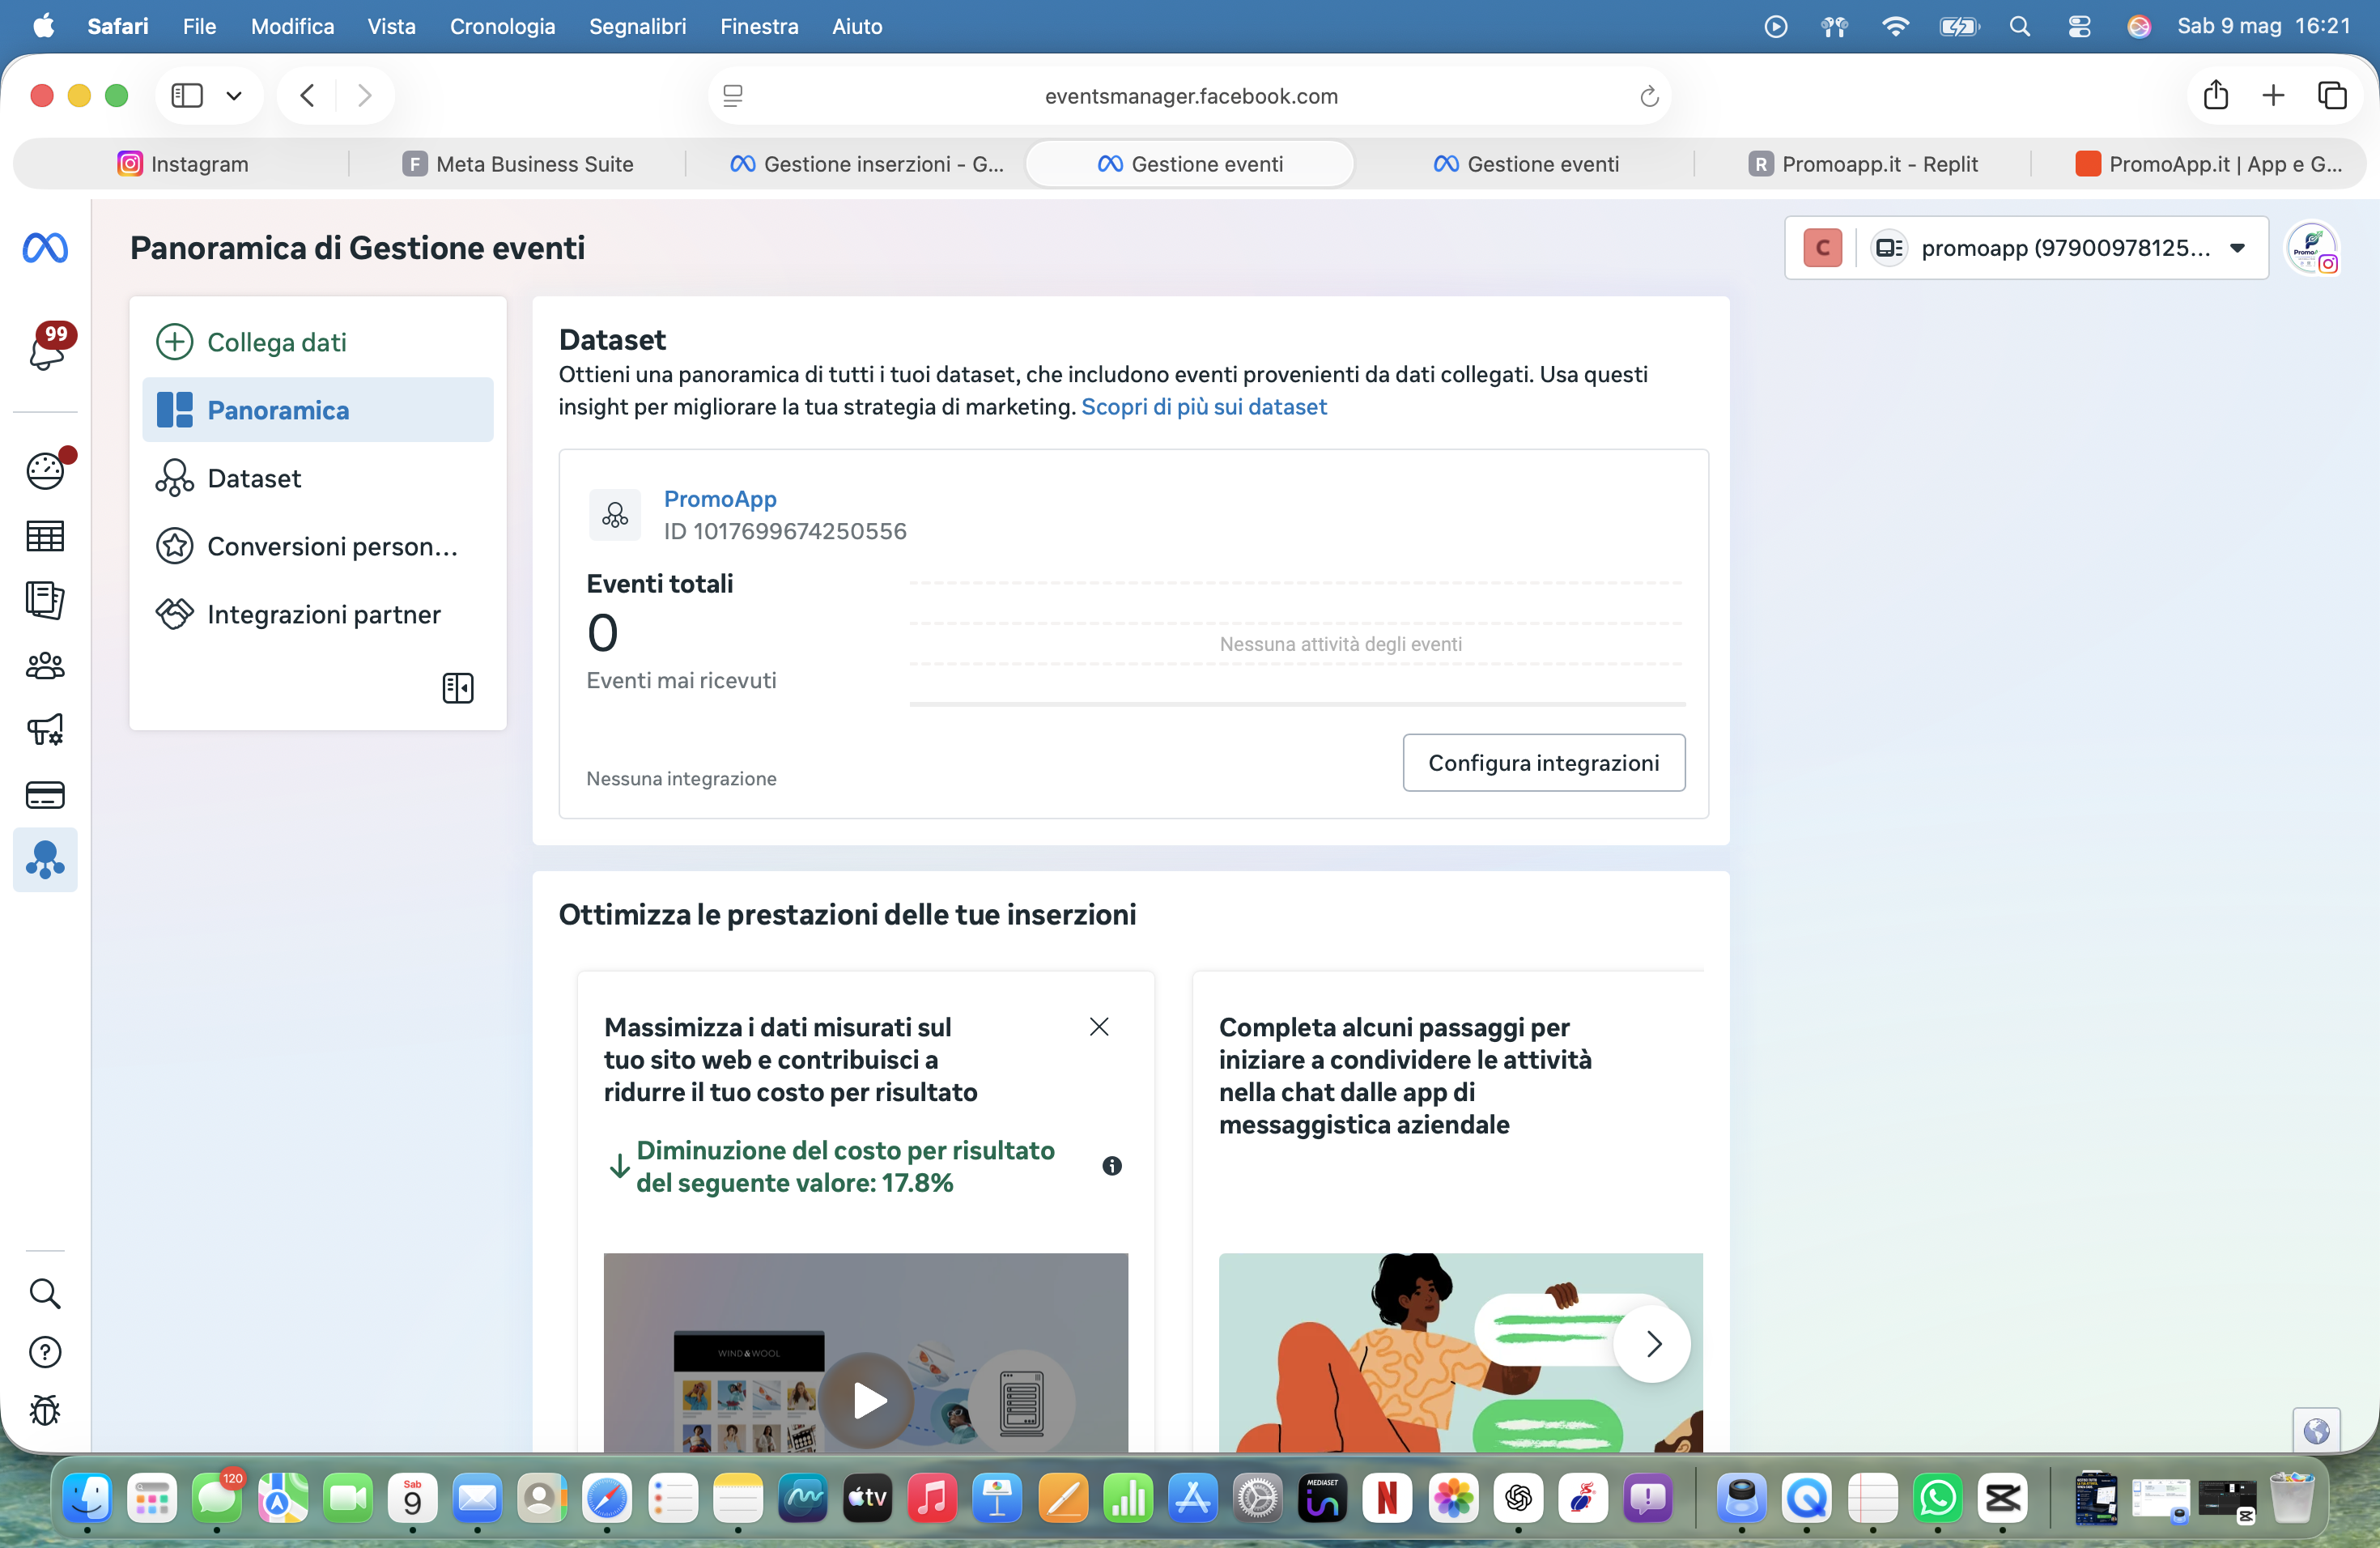 Safari File Modifica Vista Cronologia Segnalibri Finestra Aiuto Sab 9 mag 16:21
eventsmanager.facebook.com
Instagram
F Meta Business Suite
Gestione inserzioni - G...
Gestione eventi
Gestione eventi
R Promoapp.it - Replit
PromoApp.it | App e G...
Panoramica di Gestione eventi
C promoapp (97900978125...
99
Collega dati
Panoramica
Dataset
Conversioni person...
Integrazioni partner
Dataset
Ottieni una panoramica di tutti i tuoi dataset, che includono eventi provenienti da dati collegati. Usa questi
insight per migliorare la tua strategia di marketing. Scopri di più sui dataset
PromoApp
ID 1017699674250556
Eventi totali
0
Eventi mai ricevuti
Nessuna attività degli eventi
Nessuna integrazione
Configura integrazioni
Ottimizza le prestazioni delle tue inserzioni
Massimizza i dati misurati sul
tuo sito web e contribuisci a
ridurre il tuo costo per risultato
Diminuzione del costo per risultato
del seguente valore: 17.8%
WIND&WOOL
Completa alcuni passaggi per
iniziare a condividere le attività
nella chat dalle app di
messaggistica aziendale
120
Sab
9
tv
MEDIASET
in
N